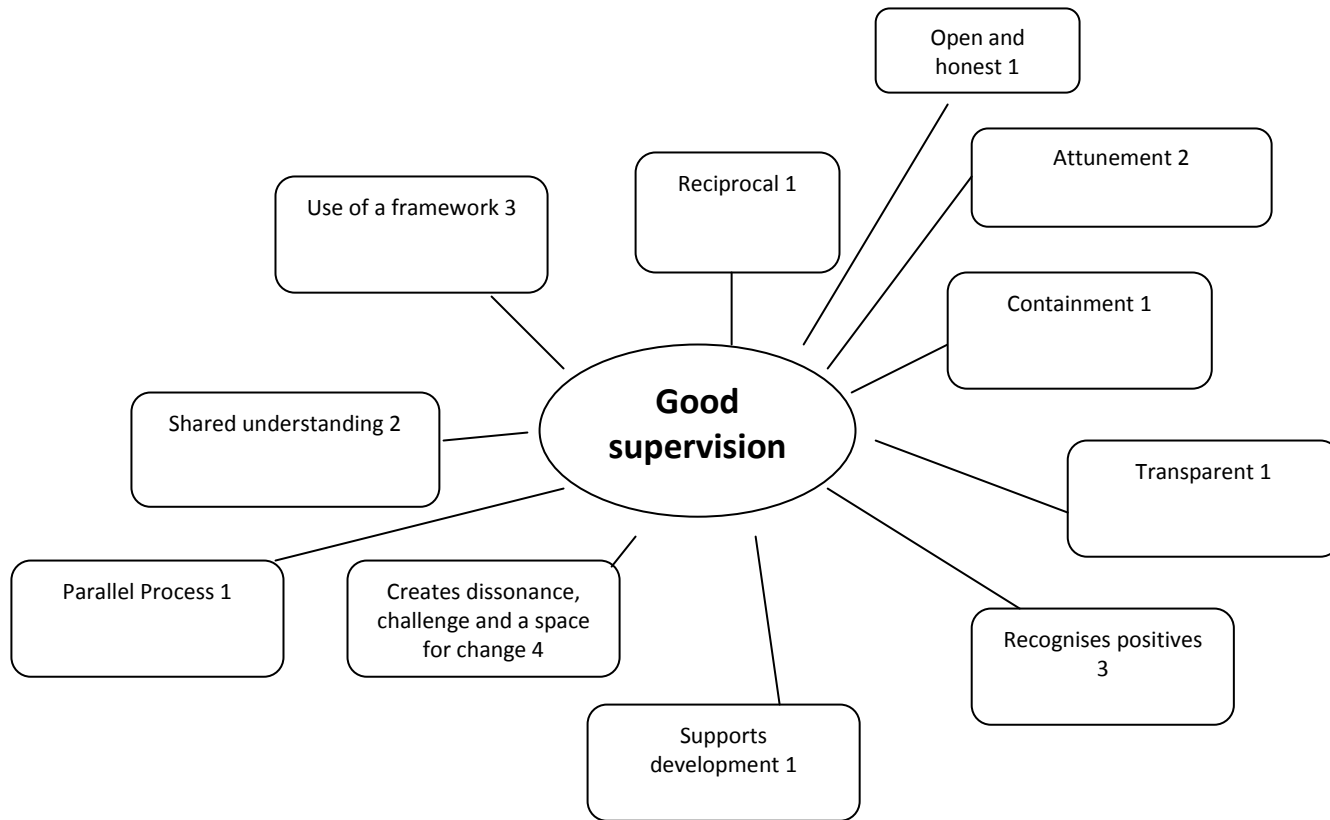 Open and
honest 1
Attunement 2
Reciprocal 1
Use of a framework 3
Containment 1
Good
supervision
Shared understanding 2
Transparent 1
Parallel Process 1
Creates dissonance,
challenge and a space
for change 4
Recognises positives
3
Supports
development 1